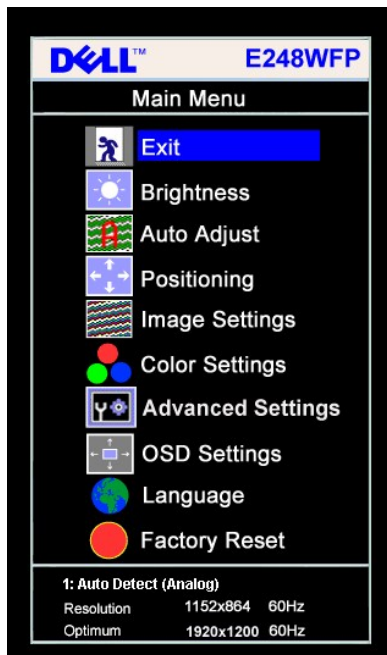 DELL™ E248WFP
Main Menu
Exit
Brightness
Auto Adjust
Positioning
Image Settings
Color Settings
Advanced Settings
OSD Settings
Language
Factory Reset
1: Auto Detect (Analog)
Resolution 1152x864 60Hz
Optimum 1920x1200 60Hz